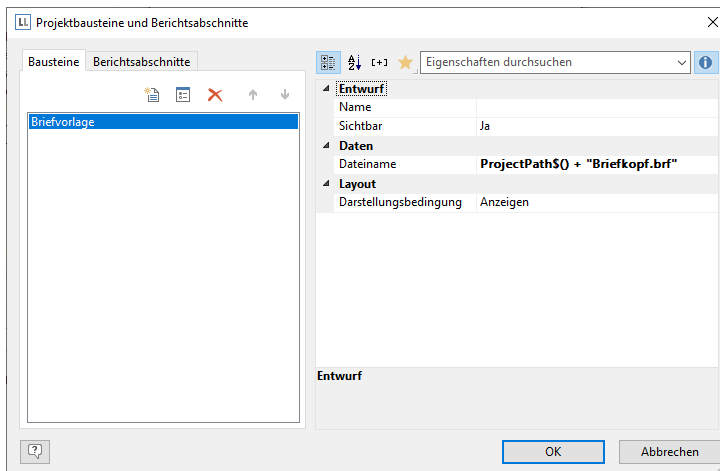 LL Projektbausteine und Berichtsabschnitte
Bausteine Berichtsabschnitte
Briefvorlage
A Z [+] Eigenschaften durchsuchen i
Entwurf
Name
Sichtbar Ja
Daten
Dateiname ProjectPath$() + "Briefkopf.brf"
Layout
Darstellungsbedingung Anzeigen
Entwurf
?
OK Abbrechen